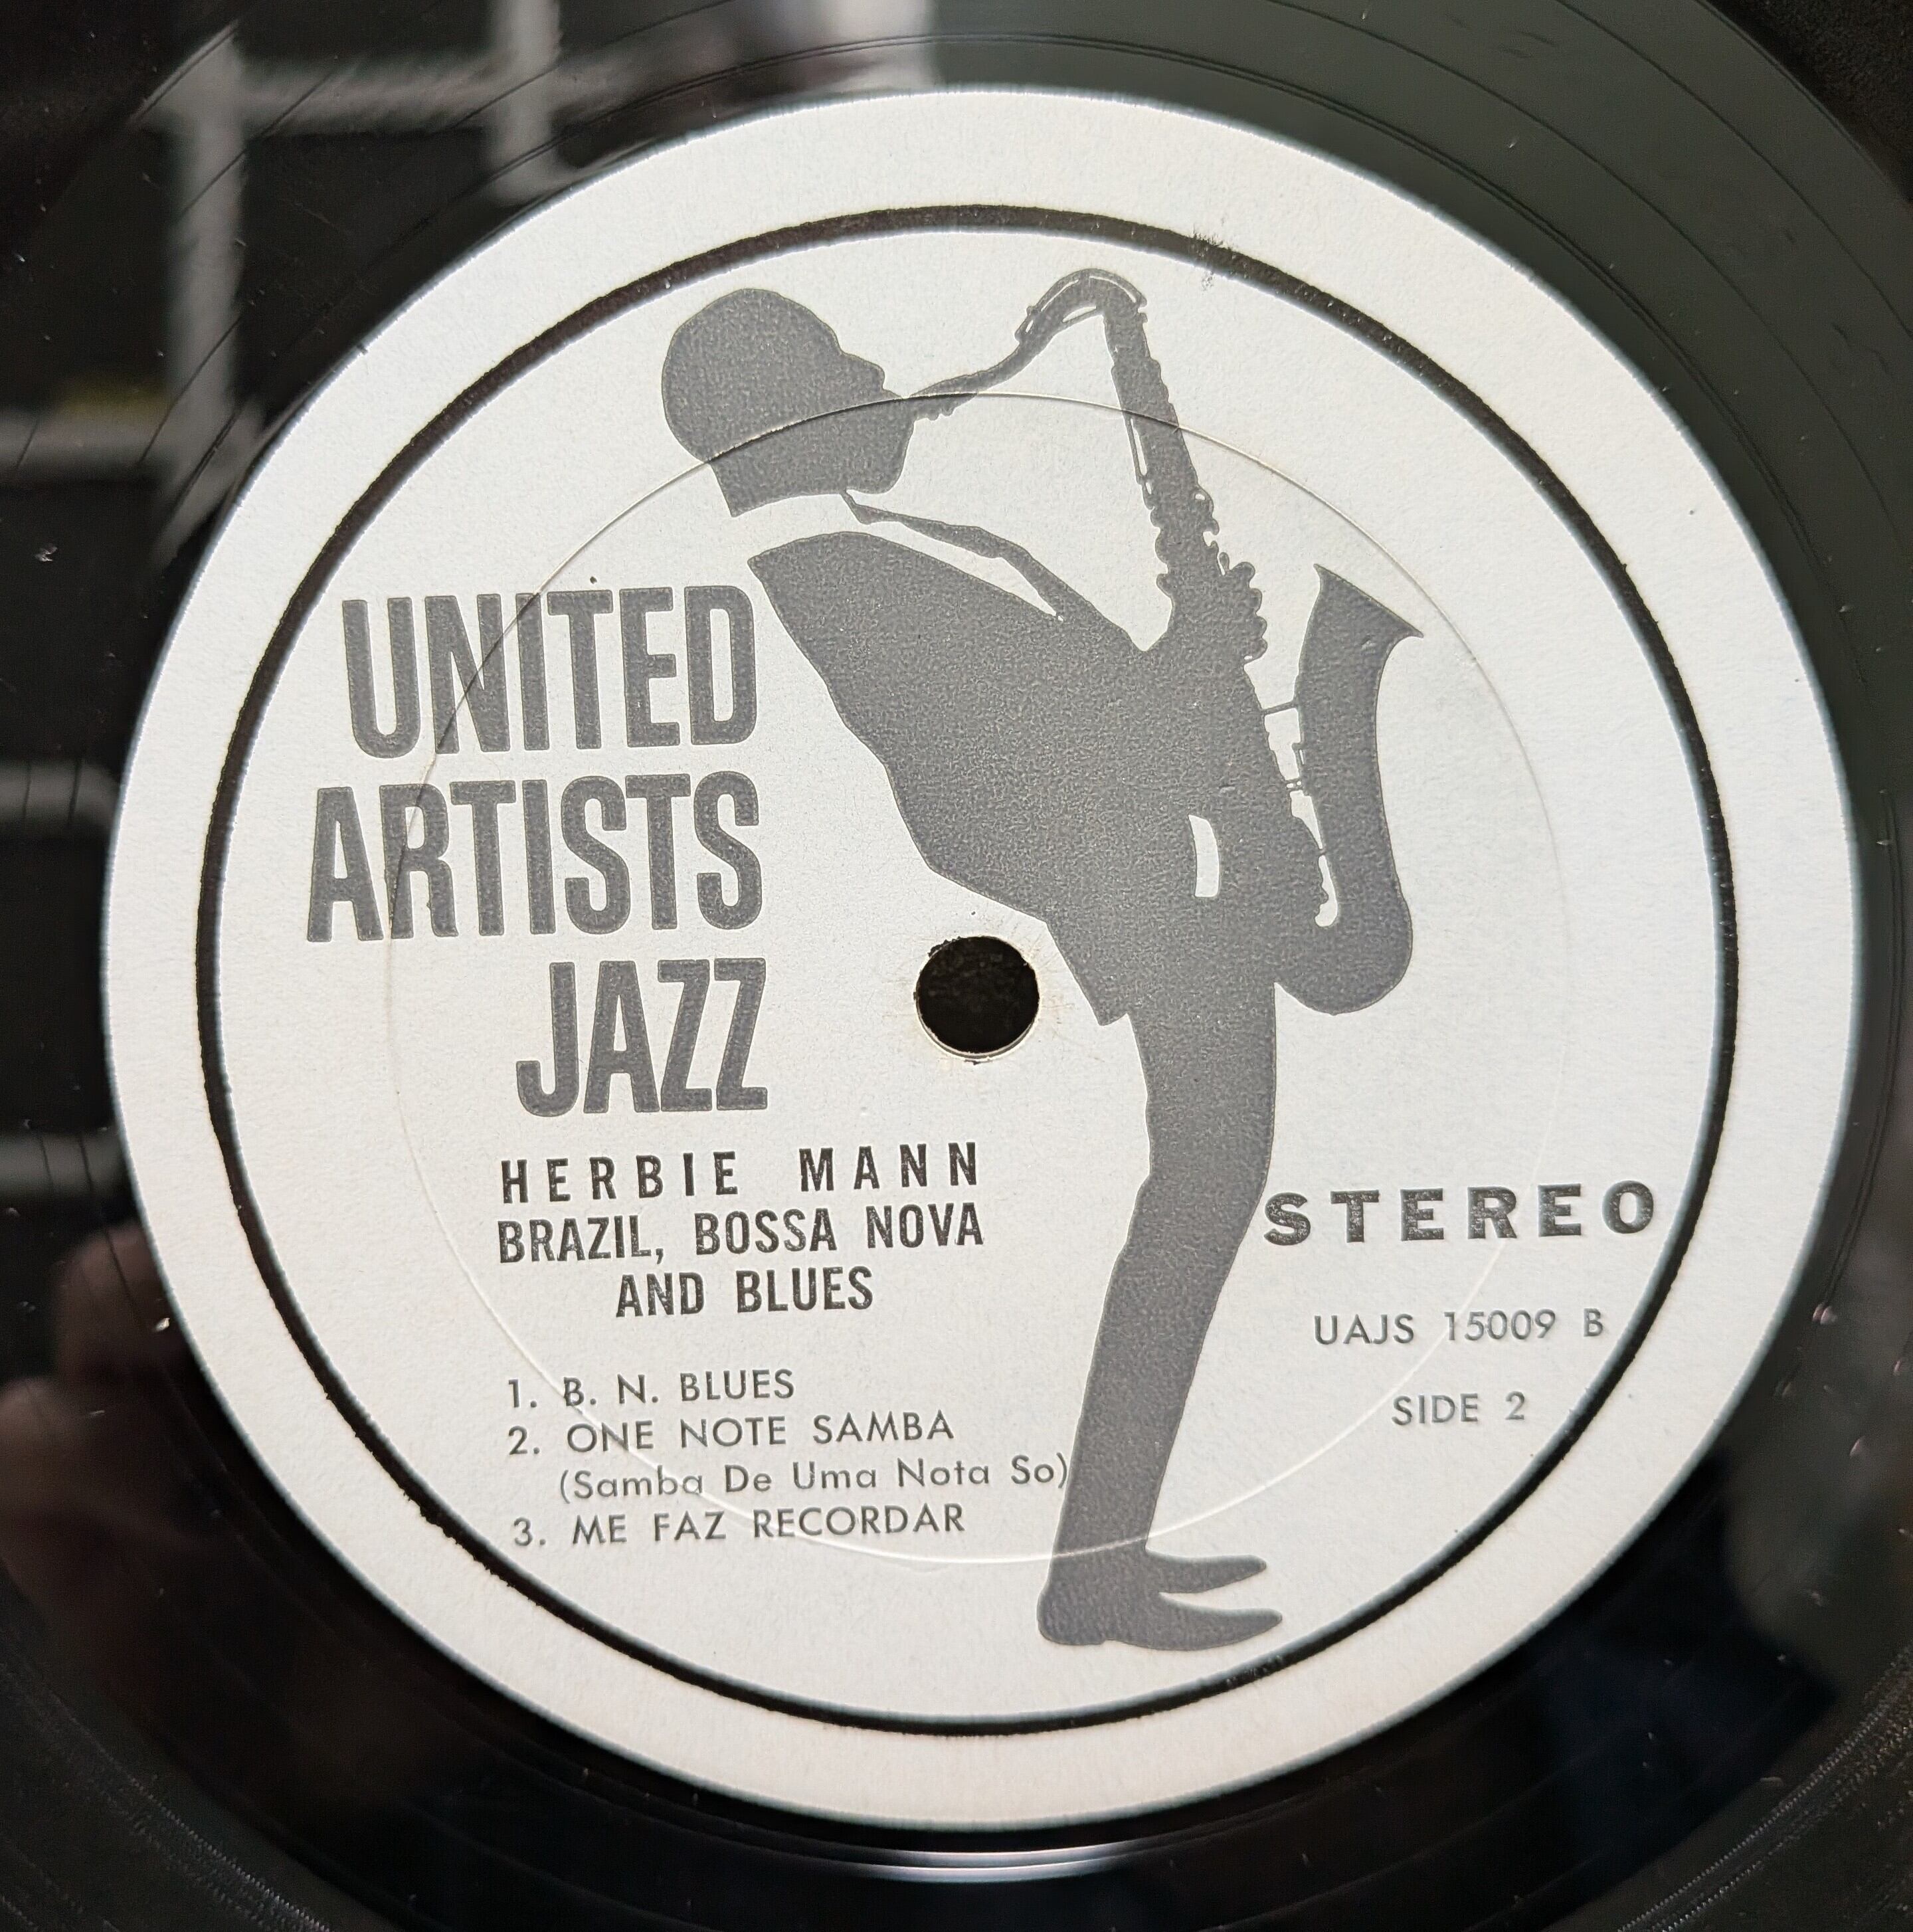 UNITED
ARTISTS
JAZZ
HERBIE MANN
BRAZIL, BOSSA NOVA
AND BLUES
STEREO
UAJS 15009 B
SIDE 2
1. B. N. BLUES
2. ONE NOTE SAMBA
(Samba De Uma Nota So)
3. ME FAZ RECORDAR